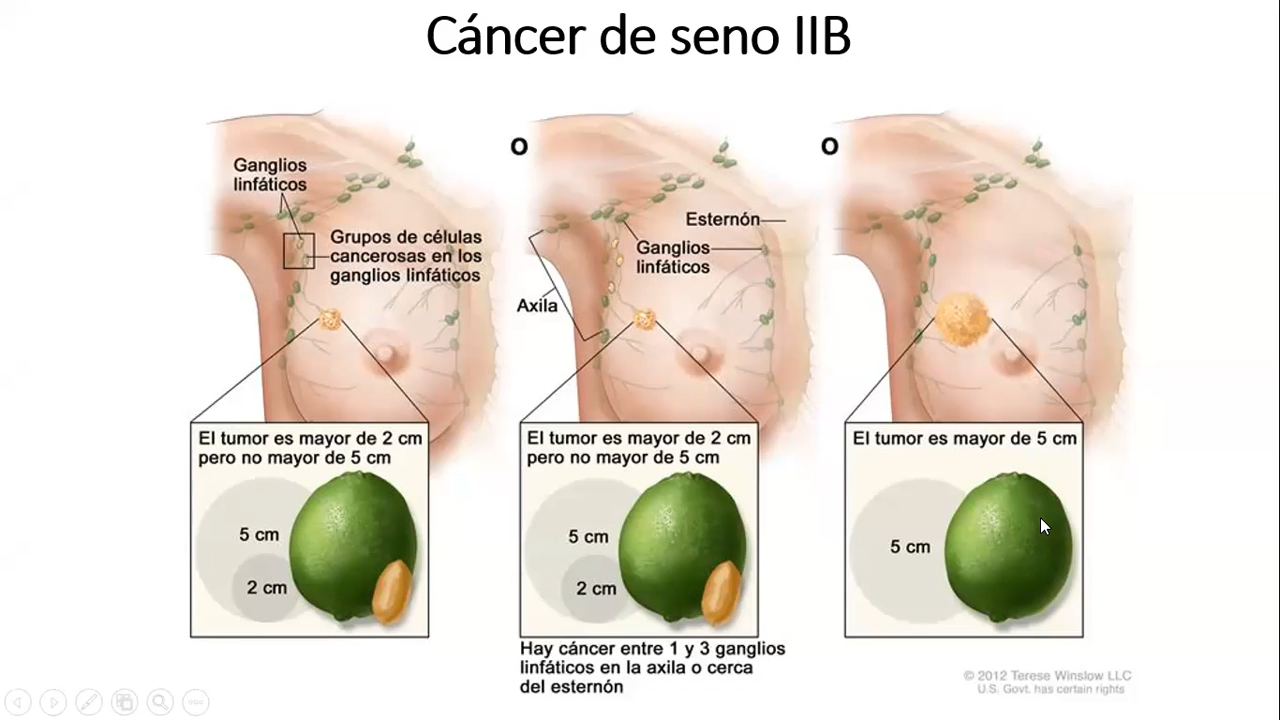 Cáncer de seno IIB
Ganglios
linfáticos
Grupos de células
cancerosas en los
ganglios linfáticos
El tumor es mayor de 2 cm
pero no mayor de 5 cm
5 cm
2 cm
O
Esternón
Ganglios
linfáticos
Axila
El tumor es mayor de 2 cm
pero no mayor de 5 cm
5 cm
2 cm
Hay cáncer entre 1 y 3 ganglios
linfáticos en la axila o cerca
del esternón
O
El tumor es mayor de 5 cm
5 cm
© 2012 Terese Winslow LLC
U.S. Govt. has certain rights